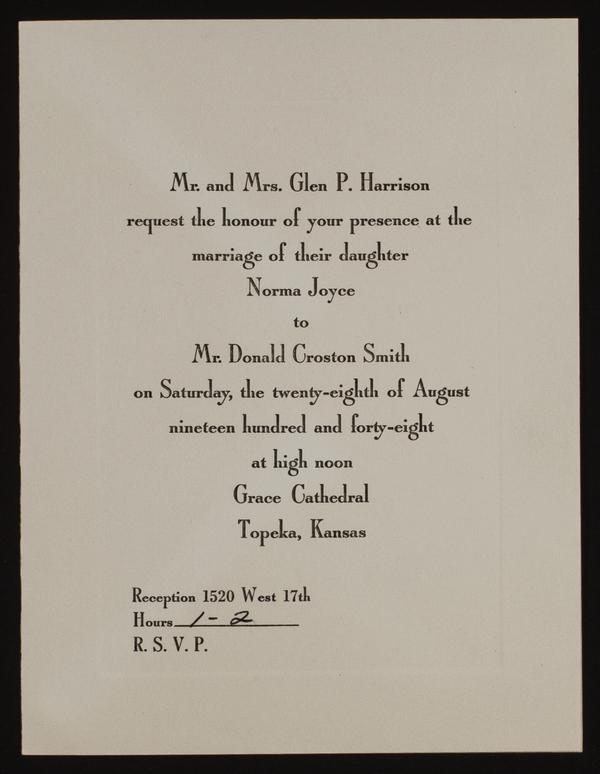 Mr. and Mrs. Glen P. Harrison
request the honour of your presence at the
marriage of their daughter
Norma Joyce
to
Mr. Donald Croston Smith
on Saturday, the twenty-eighth of August
nineteen hundred and forty-eight
at high noon
Grace Cathedral
Topeka, Kansas
Reception 1520 West 17th
Hours 1-2
R. S. V. P.